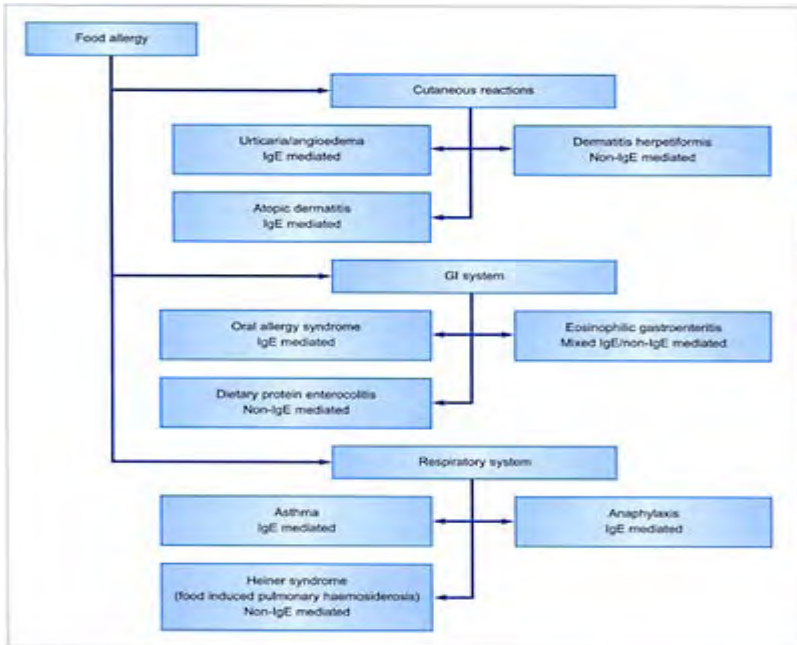 Food allergy
Cutaneous reactions
Urticaria/angioedema
IgE mediated
Dermatitis herpetiformis
Non-IgE mediated
Atopic dermatitis
IgE mediated
GI system
Oral allergy syndrome
IgE mediated
Eosinophilic gastroenteritis
Mixed IgE/non-IgE mediated
Dietary protein enterocolitis
Non-IgE mediated
Respiratory system
Asthma
IgE mediated
Anaphylaxis
IgE mediated
Heiner syndrome
(food induced pulmonary haemosiderosis)
Non-IgE mediated